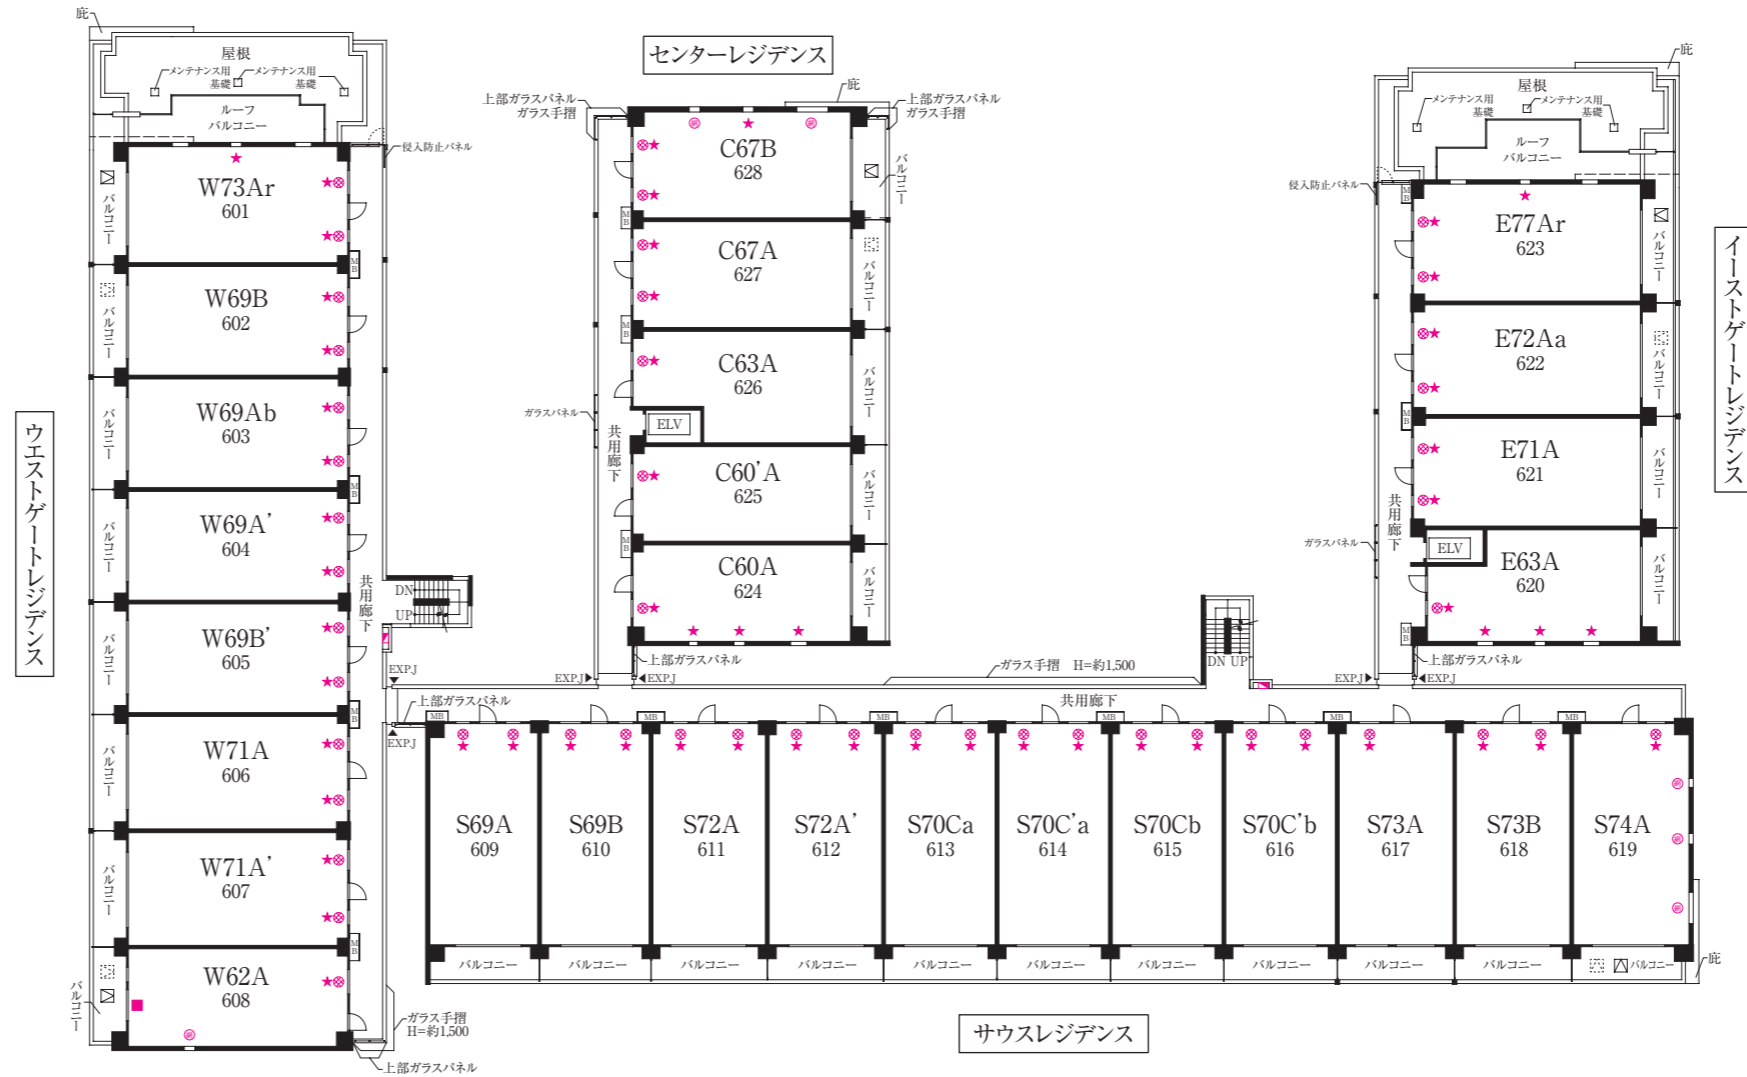 庇
屋根
メンテナンス用
基礎
メンテナンス用
基礎
ルーフ
バルコニー
侵入防止パネル
ウエストゲートレジデンス
W73Ar
601
バルコニー
MB
W69B
602
バルコニー
W69Ab
603
バルコニー
MB
W69A'
604
バルコニー
共用廊下
DN
UP
W69B'
605
バルコニー
MB
EXP.J
上部ガラスパネル
EXP.J
W71A
606
バルコニー
W71A'
607
バルコニー
MB
W62A
608
バルコニー
ガラス手摺
H=約1,500
上部ガラスパネル
センターレジデンス
庇
上部ガラスパネル
ガラス手摺
上部ガラスパネル
ガラス手摺
C67B
628
バルコニー
MB
C67A
627
バルコニー
MB
C63A
626
バルコニー
ガラスパネル
ELV
共用廊下
C60'A
625
バルコニー
MB
C60A
624
バルコニー
上部ガラスパネル
EXP.J
EXP.J
ガラス手摺 H=約1,500
DN UP
共用廊下
庇
屋根
メンテナンス用
基礎
メンテナンス用
基礎
ルーフ
バルコニー
侵入防止パネル
MB
イーストゲートレジデンス
E77Ar
623
バルコニー
E72Aa
622
バルコニー
MB
E71A
621
バルコニー
共用廊下
ガラスパネル
ELV
E63A
620
バルコニー
MB
上部ガラスパネル
EXP.J
EXP.J
MB
MB
MB
MB
MB
MB
S69A
609
S69B
610
S72A
611
S72A'
612
S70Ca
613
S70C'a
614
S70Cb
615
S70C'b
616
S73A
617
S73B
618
S74A
619
バルコニー
バルコニー
バルコニー
バルコニー
バルコニー
バルコニー
バルコニー
バルコニー
バルコニー
バルコニー
バルコニー
庇
サウスレジデンス